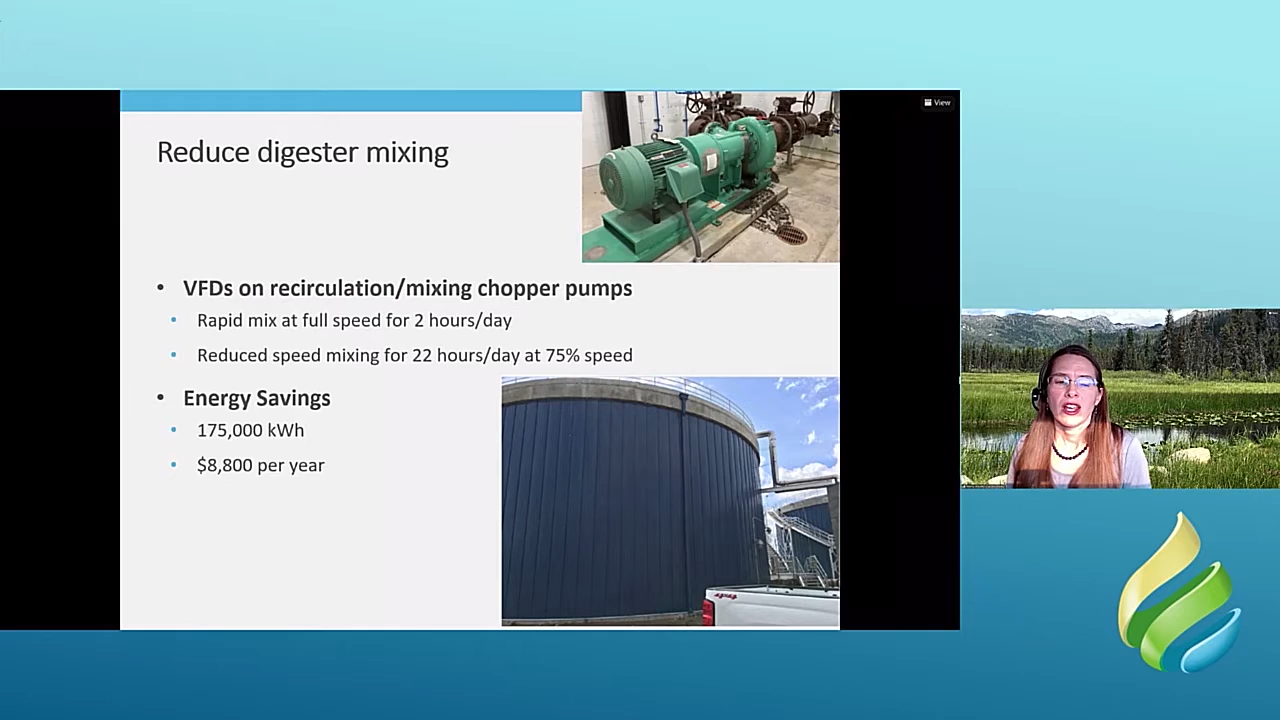 View
Reduce digester mixing
• VFDs on recirculation/mixing chopper pumps
• Rapid mix at full speed for 2 hours/day
• Reduced speed mixing for 22 hours/day at 75% speed
• Energy Savings
• 175,000 kWh
• $8,800 per year